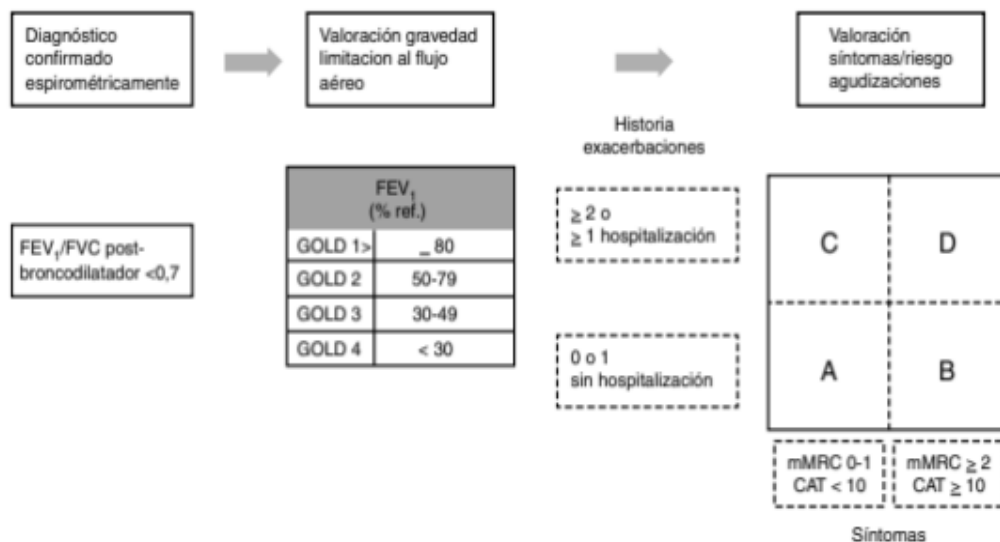 Diagnóstico
confirmado
espirométricamente
Valoración gravedad
limitacion al flujo
aéreo
Valoración
síntomas/riesgo
agudizaciones
Historia
exacerbaciones
FEV₁/FVC post-
broncodilatador <0,7
FEV₁
(% ref.)
GOLD 1> _ 80
GOLD 2 50-79
GOLD 3 30-49
GOLD 4 < 30
≥ 2 o
≥ 1 hospitalización
0 o 1
sin hospitalización
C D
A B
mMRC 0-1
CAT < 10
mMRC ≥ 2
CAT ≥ 10
Síntomas